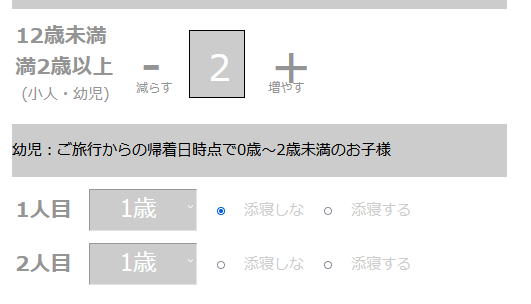 12歳未満
満2歳以上
(小人・幼児)
- 2 +
減らす 増やす
幼児：ご旅行からの帰着日時点で0歳～2歳未満のお子様
1人目 1歳 添寝しな 添寝する
2人目 1歳 添寝しな 添寝する